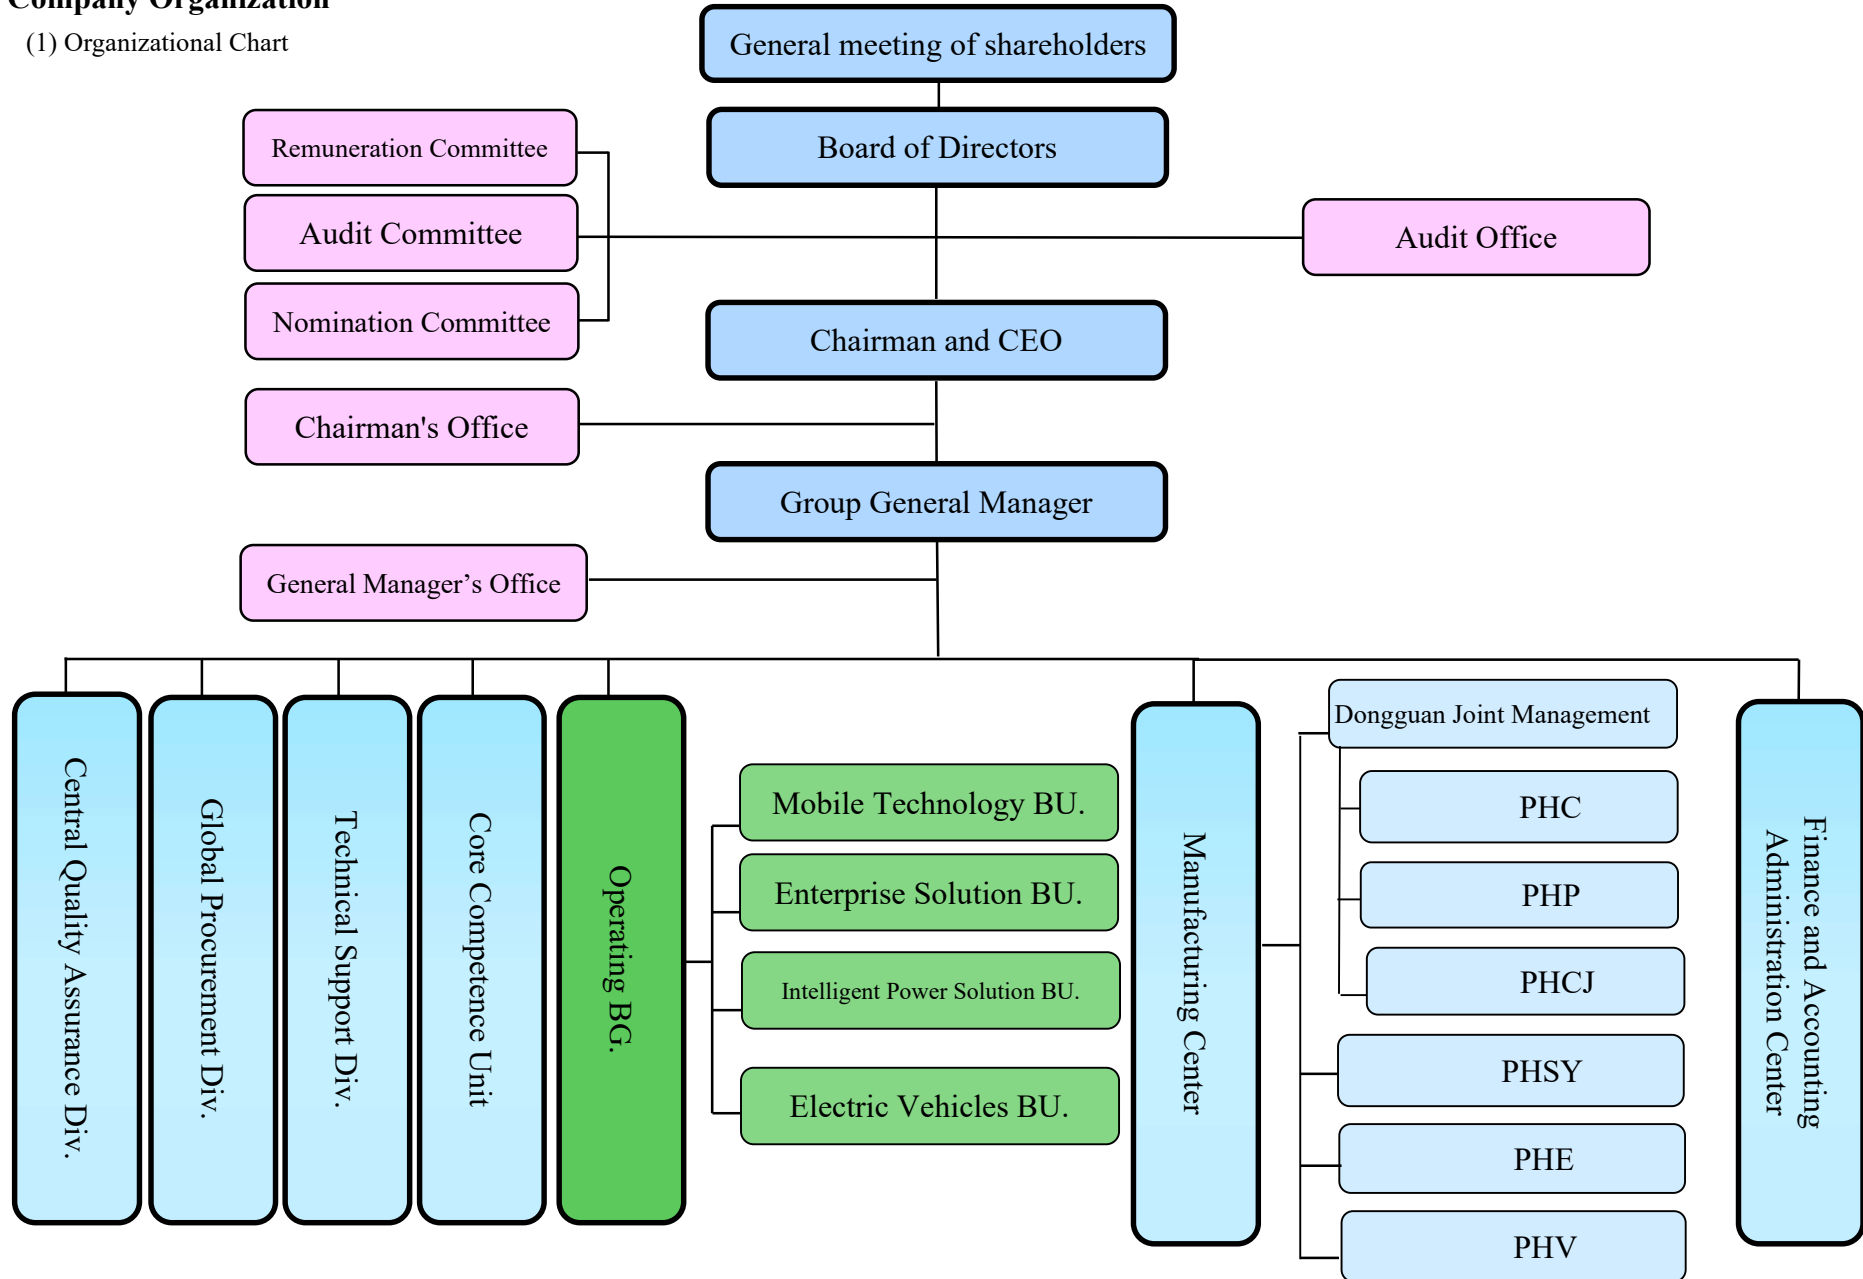 Company Organization
(1) Organizational Chart
General meeting of shareholders
Board of Directors
Remuneration Committee
Audit Committee
Nomination Committee
Audit Office
Chairman and CEO
Chairman's Office
Group General Manager
General Manager’s Office
Central Quality Assurance Div.
Global Procurement Div.
Technical Support Div.
Core Competence Unit
Operating BG.
Mobile Technology BU.
Enterprise Solution BU.
Intelligent Power Solution BU.
Electric Vehicles BU.
Manufacturing Center
Dongguan Joint Management
PHC
PHP
PHCJ
PHSY
PHE
PHV
Finance and Accounting
Administration Center